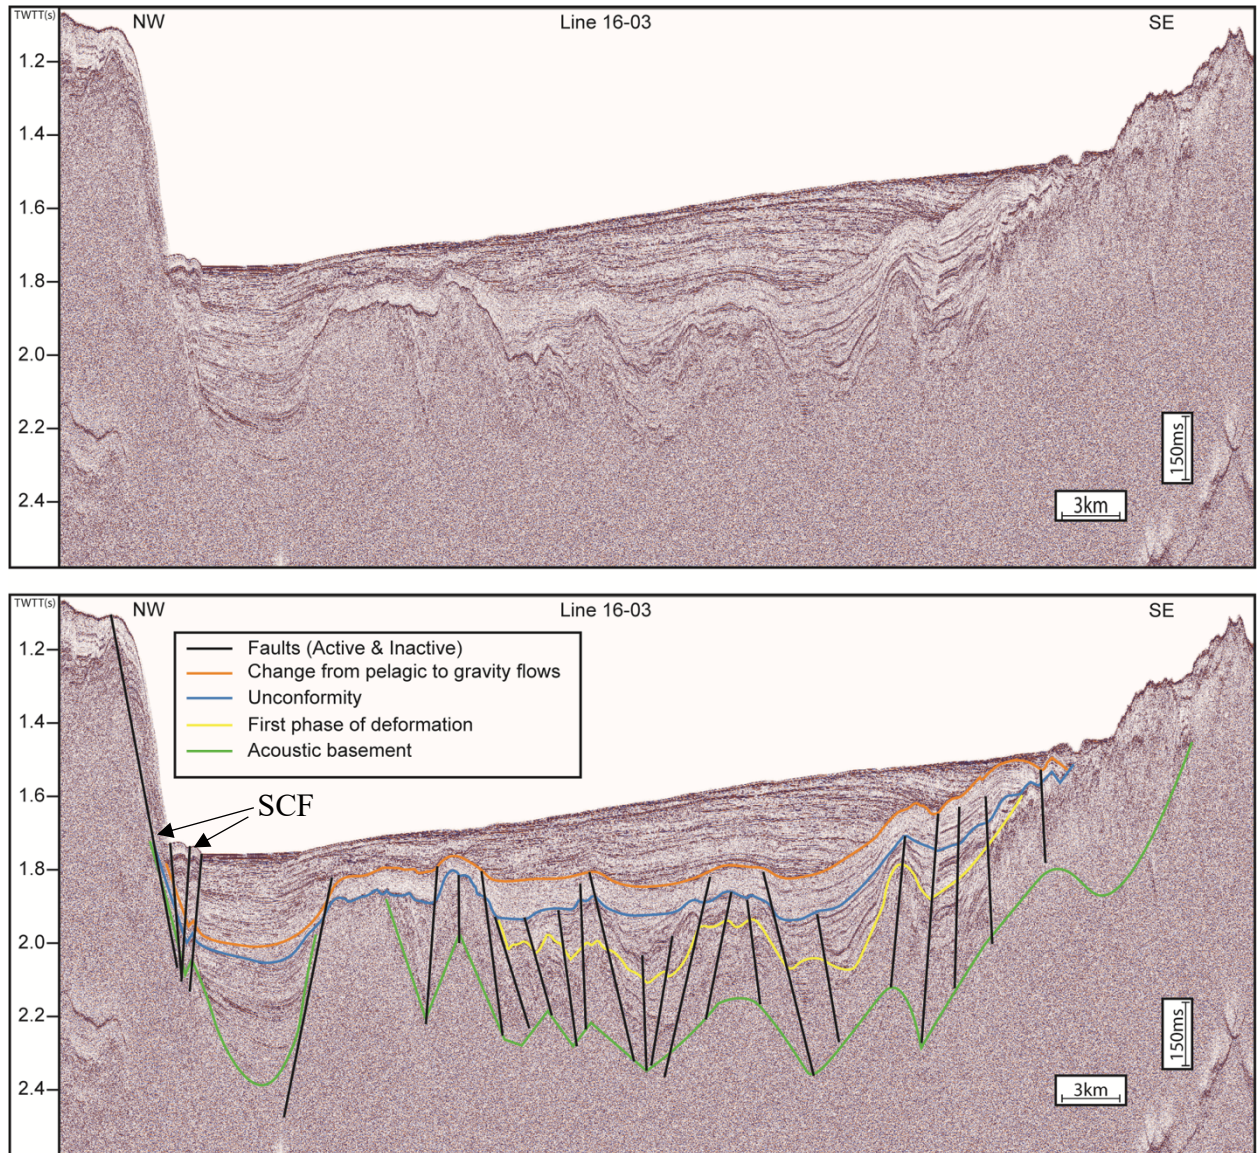 TWTT(s)
NW
Line 16-03
SE
1.2
1.4
1.6
1.8
2.0
2.2
2.4
150ms
3km
TWTT(s)
NW
Line 16-03
SE
Faults (Active & Inactive)
Change from pelagic to gravity flows
Unconformity
First phase of deformation
Acoustic basement
SCF
1.2
1.4
1.6
1.8
2.0
2.2
2.4
150ms
3km